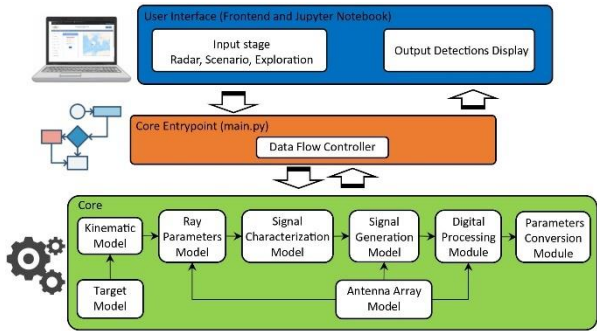 User Interface (Frontend and Jupyter Notebook)
Input stage
Radar, Scenario, Exploration
Output Detections Display
Core Entrypoint (main.py)
Data Flow Controller
Core
Kinematic
Model
Ray
Parameters
Model
Signal
Characterization
Model
Signal
Generation
Model
Digital
Processing
Module
Parameters
Conversion
Module
Target
Model
Antenna Array
Model